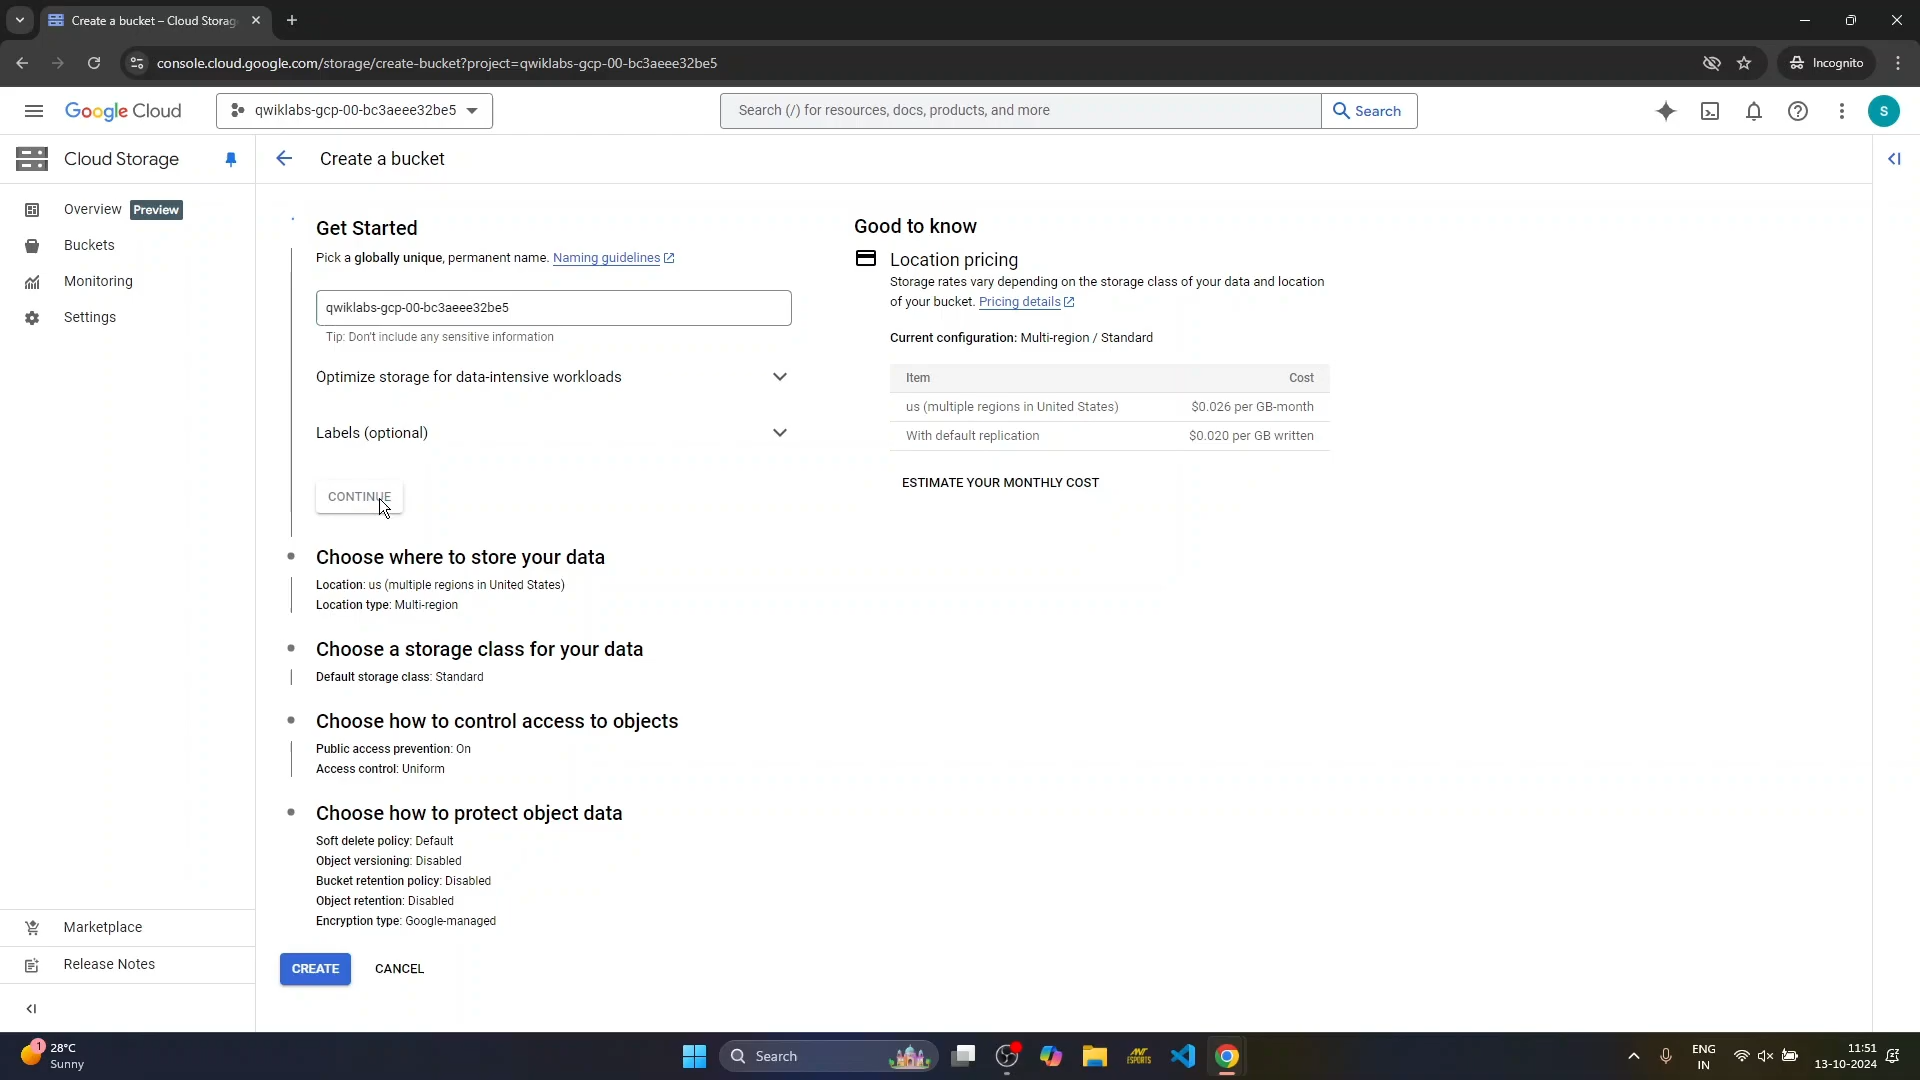 Create a bucket – Cloud Storag
console.cloud.google.com/storage/create-bucket?project=qwiklabs-gcp-00-bc3aeee32be5
Incognito
Google Cloud
qwiklabs-gcp-00-bc3aeee32be5
Search (/) for resources, docs, products, and more
Search
S
Cloud Storage
Create a bucket
Overview
Preview
Buckets
Monitoring
Settings
Marketplace
Release Notes
Get Started
Pick a globally unique, permanent name. Naming guidelines
qwiklabs-gcp-00-bc3aeee32be5
Tip: Don't include any sensitive information
Optimize storage for data-intensive workloads
Labels (optional)
CONTINUE
Choose where to store your data
Location: us (multiple regions in United States)
Location type: Multi-region
Choose a storage class for your data
Default storage class: Standard
Choose how to control access to objects
Public access prevention: On
Access control: Uniform
Choose how to protect object data
Soft delete policy: Default
Object versioning: Disabled
Bucket retention policy: Disabled
Object retention: Disabled
Encryption type: Google-managed
CREATE
CANCEL
Good to know
Location pricing
Storage rates vary depending on the storage class of your data and location
of your bucket. Pricing details
Current configuration: Multi-region / Standard
Item Cost
us (multiple regions in United States) $0.026 per GB-month
With default replication $0.020 per GB written
ESTIMATE YOUR MONTHLY COST
1
28°C
Sunny
Search
ANT
ESPORTS
ENG
IN
11:51
13-10-2024